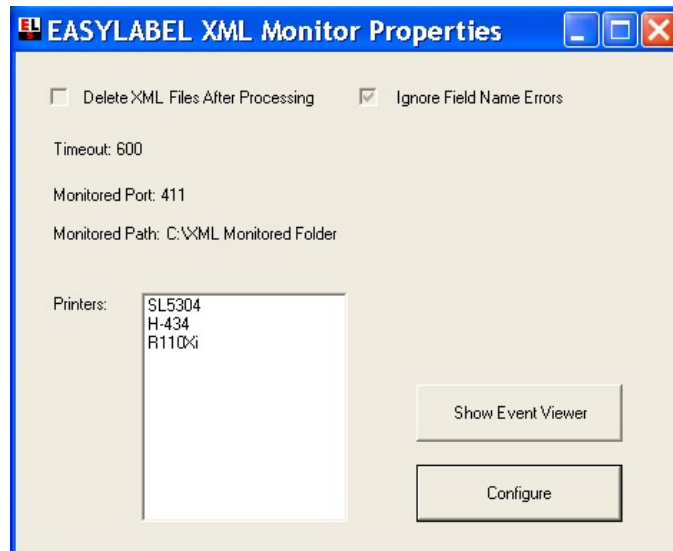 EASYLABEL XML Monitor Properties
Delete XML Files After Processing Ignore Field Name Errors
Timeout: 600
Monitored Port: 411
Monitored Path: C:\XML Monitored Folder
Printers:
SL5304
H-434
R110Xi
Show Event Viewer
Configure